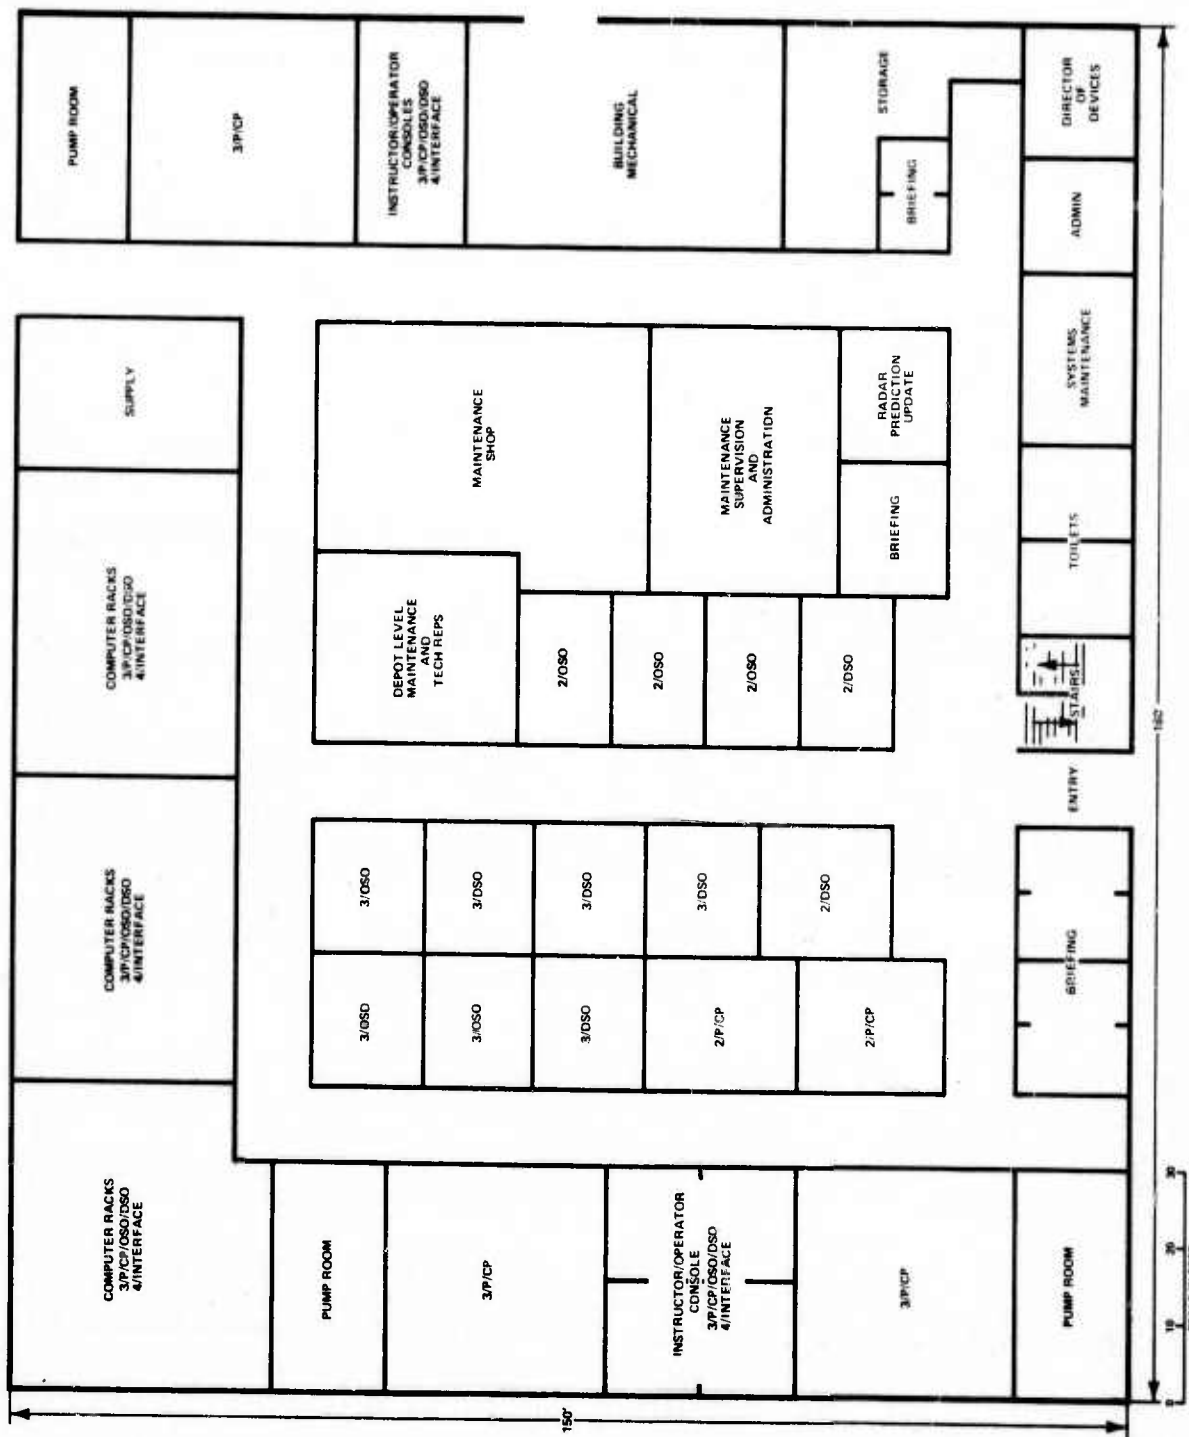 COMPUTER RACKS
3/P/CP/OSO/DSO
4/INTERFACE
COMPUTER RACKS
3/P/CP/OSO/DSO
4/INTERFACE
COMPUTER RACKS
3/P/CP/OSO/DSO
4/INTERFACE
SUPPLY
PUMP ROOM
PUMP ROOM
3/P/CP
3/P/CP
INSTRUCTOR/OPERATOR
CONSOLES
3/P/CP/OSO/DSO
4/INTERFACE
BUILDING
MECHANICAL
STORAGE
BRIEFING
3/OSD
3/OSO
3/OSO
3/DSO
3/DSO
3/DSO
2/P/CP
3/DSO
2/P/CP
2/DSO
DEPOT LEVEL
MAINTENANCE
AND
TECH REPS
MAINTENANCE
SHOP
2/OSO
2/OSO
2/OSO
2/DSO
MAINTENANCE
SUPERVISION
AND
ADMINISTRATION
BRIEFING
RADAR
PREDICTION
UPDATE
150'
INSTRUCTOR/OPERATOR
CONSOLE
3/P/CP/OSO/DSO
4/INTERFACE
3/P/CP
PUMP ROOM
BRIEFING
ENTRY
STAIRS
TOILETS
SYSTEMS
MAINTENANCE
ADMIN
DIRECTOR
OF
DEVICES
180'
0 10 20 30